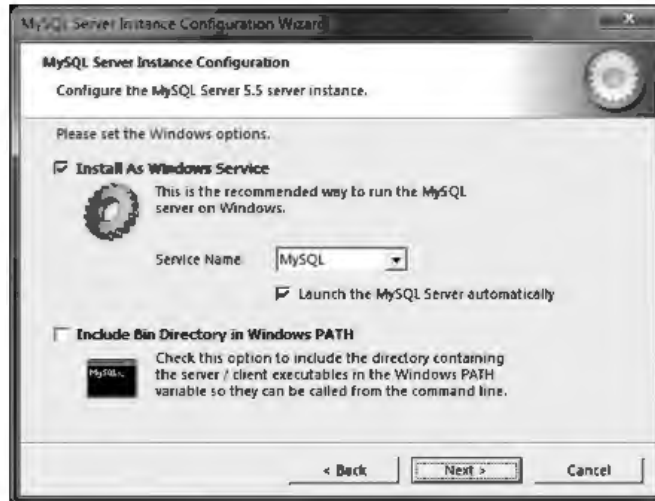 MySQL Server Instance Configuration Wizard
MySQL Server Instance Configuration
Configure the MySQL Server 5.5 server instance.
Please set the Windows options.
Install As Windows Service
This is the recommended way to run the MySQL
server on Windows.
Service Name
MySQL
Launch the MySQL Server automatically
Include Bin Directory in Windows PATH
Check this option to include the directory containing
the server / client executables in the Windows PATH
variable so they can be called from the command line.
< Back
Next >
Cancel